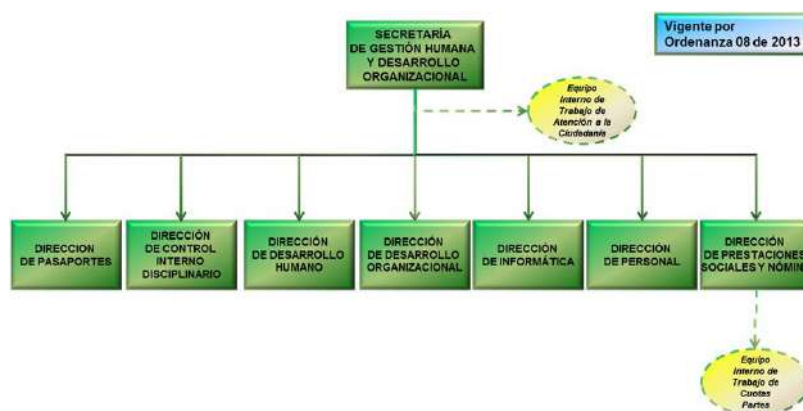 SECRETARÍA
DE GESTIÓN HUMANA
Y DESARROLLO
ORGANIZACIONAL
Vigente por
Ordenanza 08 de 2013
Equipo
Interno de
Trabajo de
Atención a la
Ciudadanía
DIRECCION
DE PASAPORTES
DIRECCIÓN
DE CONTROL
INTERNO
DISCIPLINARIO
DIRECCIÓN
DE DESARROLLO
HUMANO
DIRECCIÓN
DE DESARROLLO
ORGANIZACIONAL
DIRECCIÓN
DE INFORMÁTICA
DIRECCIÓN
DE PERSONAL
DIRECCIÓN
DE PRESTACIONES
SOCIALES Y NÓMIN
Equipo
Interno de
Trabajo de
Cuotas
Partes